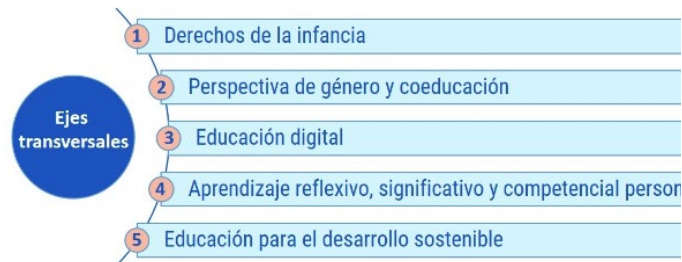 Ejes
transversales
1 Derechos de la infancia
2 Perspectiva de género y coeducación
3 Educación digital
4 Aprendizaje reflexivo, significativo y competencial person
5 Educación para el desarrollo sostenible